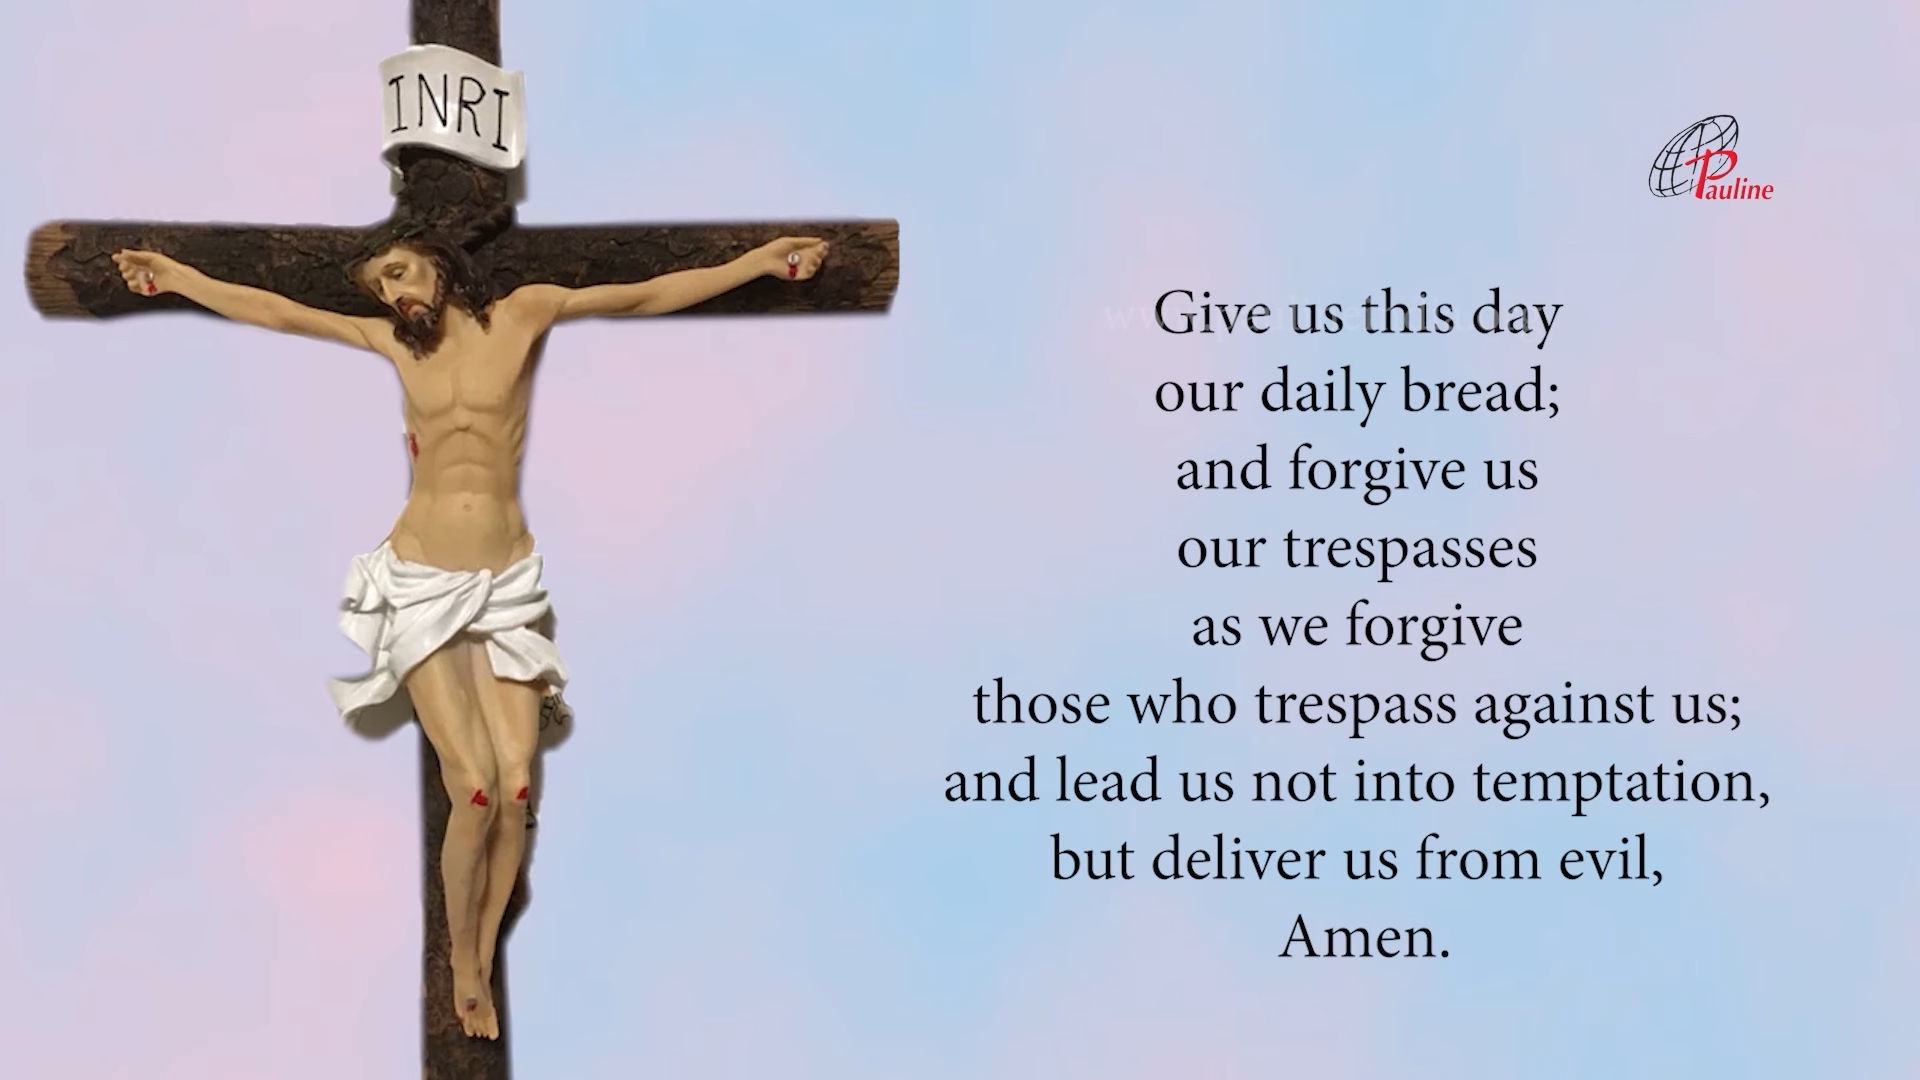 INRI
Pauline
Give us this day
our daily bread;
and forgive us
our trespasses
as we forgive
those who trespass against us;
and lead us not into temptation,
but deliver us from evil,
Amen.